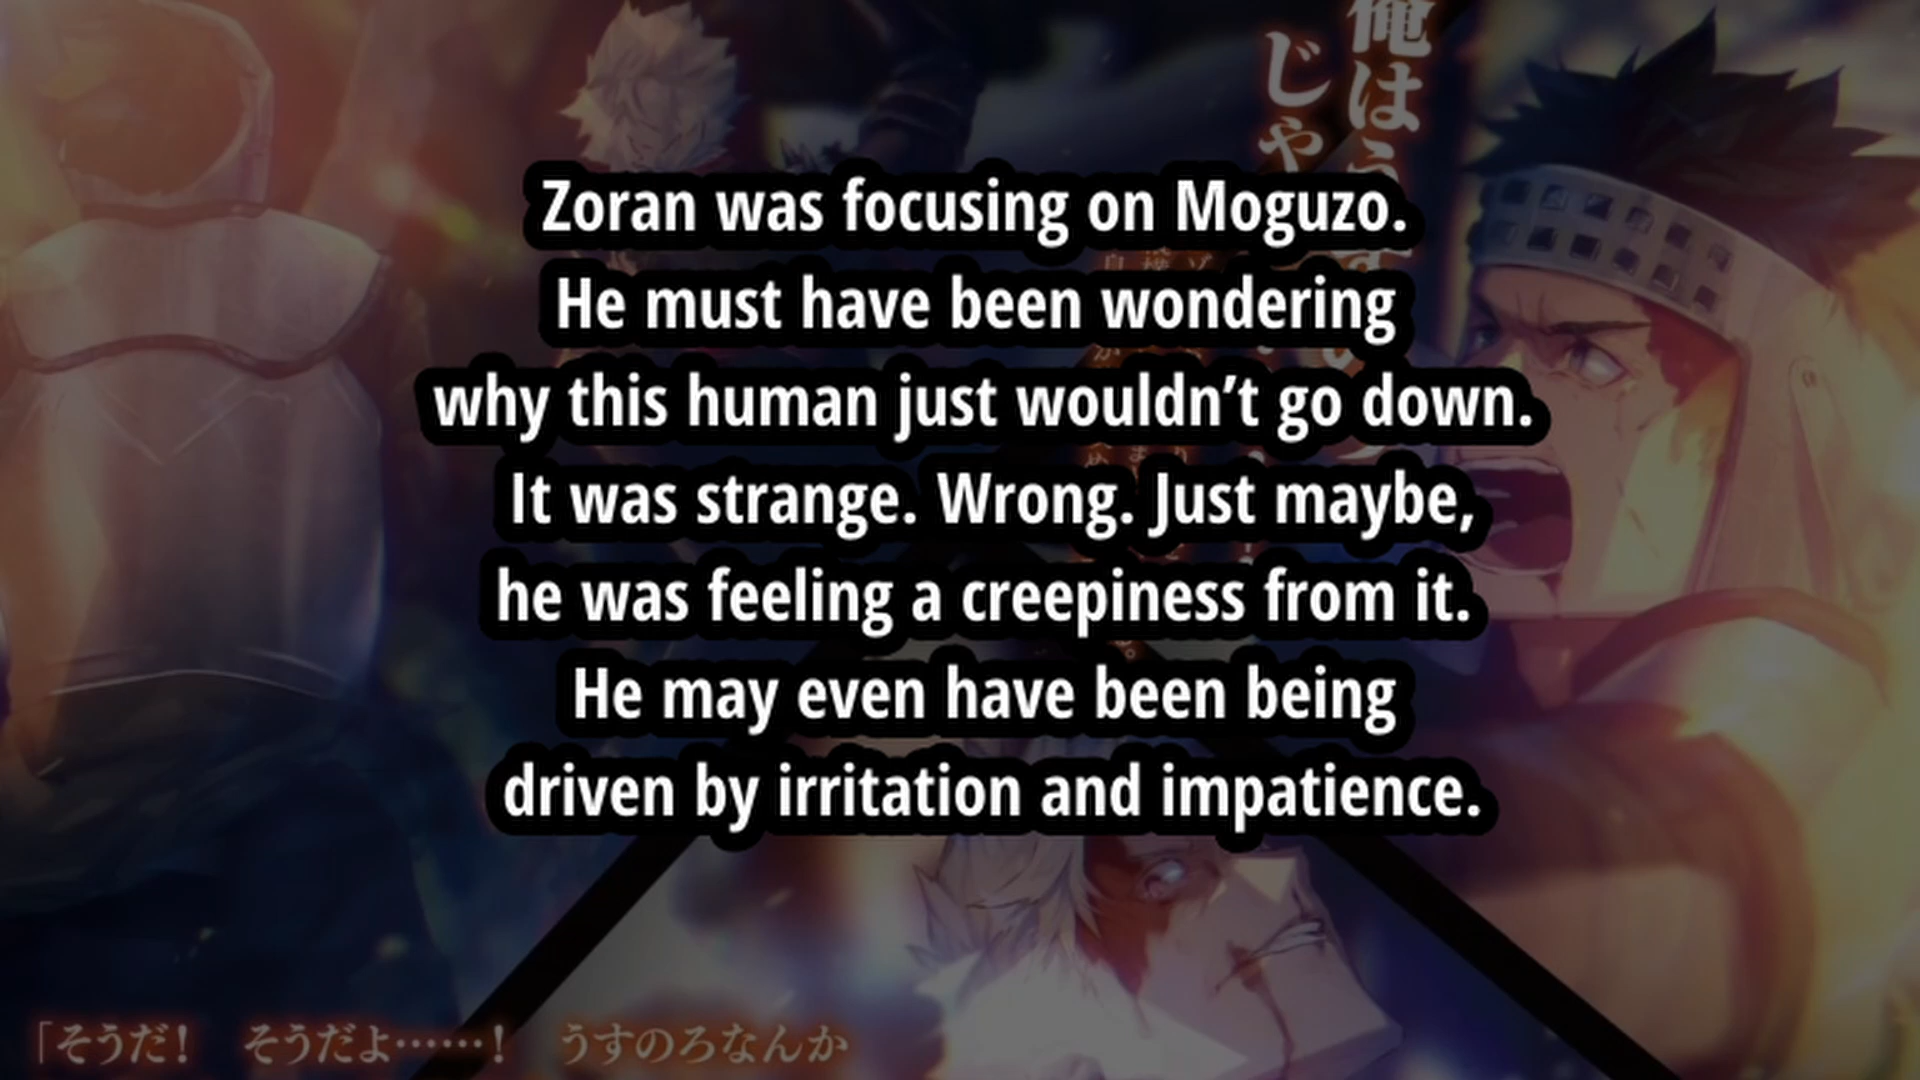 Zoran was focusing on Moguzo.
He must have been wondering
why this human just wouldn’t go down.
It was strange. Wrong. Just maybe,
he was feeling a creepiness from it.
He may even have been being
driven by irritation and impatience.
俺はう
じゃ
「そうだ！　そうだよ……！　うすのろなんか